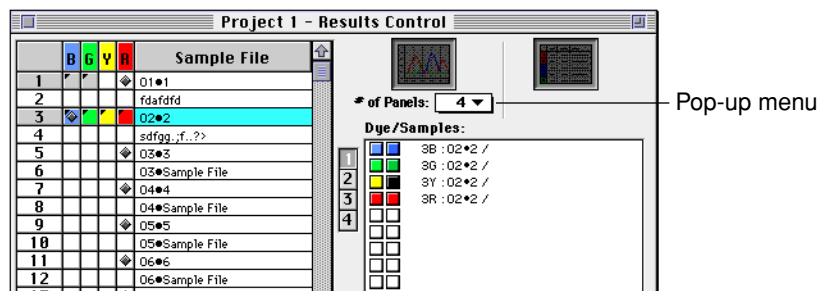 Project 1 - Results Control
B G Y R Sample File
1 01●1
2 fdafdfd
3 02●2
4 sdfgg.;f..?>
5 03●3
6 03●Sample File
7 04●4
8 04●Sample File
9 05●5
10 05●Sample File
11 06●6
12 06●Sample File
# of Panels: 4
Pop-up menu
Dye/Samples:
1
2
3
4
3B :02●2 /
3G :02●2 /
3Y :02●2 /
3R :02●2 /